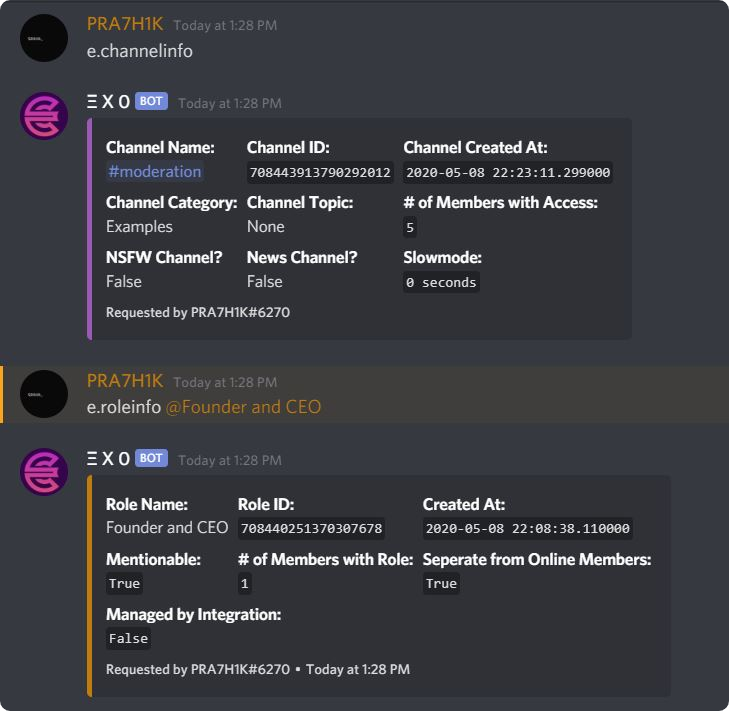 PRA7H1K Today at 1:28 PM
e.channelinfo
Ξ X 0 BOT Today at 1:28 PM
Channel Name: Channel ID: Channel Created At:
#moderation 708443913790292012 2020-05-08 22:23:11.299000
Channel Category: Channel Topic: # of Members with Access:
Examples None 5
NSFW Channel? News Channel? Slowmode:
False False 0 seconds
Requested by PRA7H1K#6270
PRA7H1K Today at 1:28 PM
e.roleinfo @Founder and CEO
Ξ X 0 BOT Today at 1:28 PM
Role Name: Role ID: Created At:
Founder and CEO 708440251370307678 2020-05-08 22:08:38.110000
Mentionable: # of Members with Role: Seperate from Online Members:
True 1 True
Managed by Integration:
False
Requested by PRA7H1K#6270 • Today at 1:28 PM